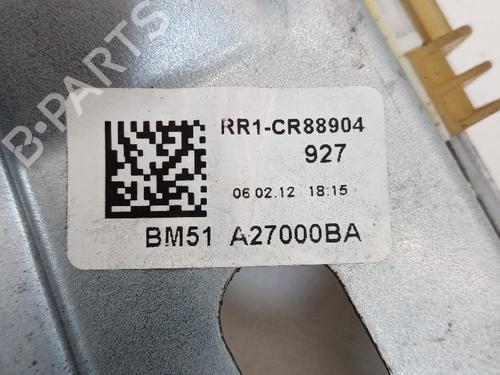 B-PARTS
RR1-CR88904
927
06.02.12 18:15
BM51 A27000BA